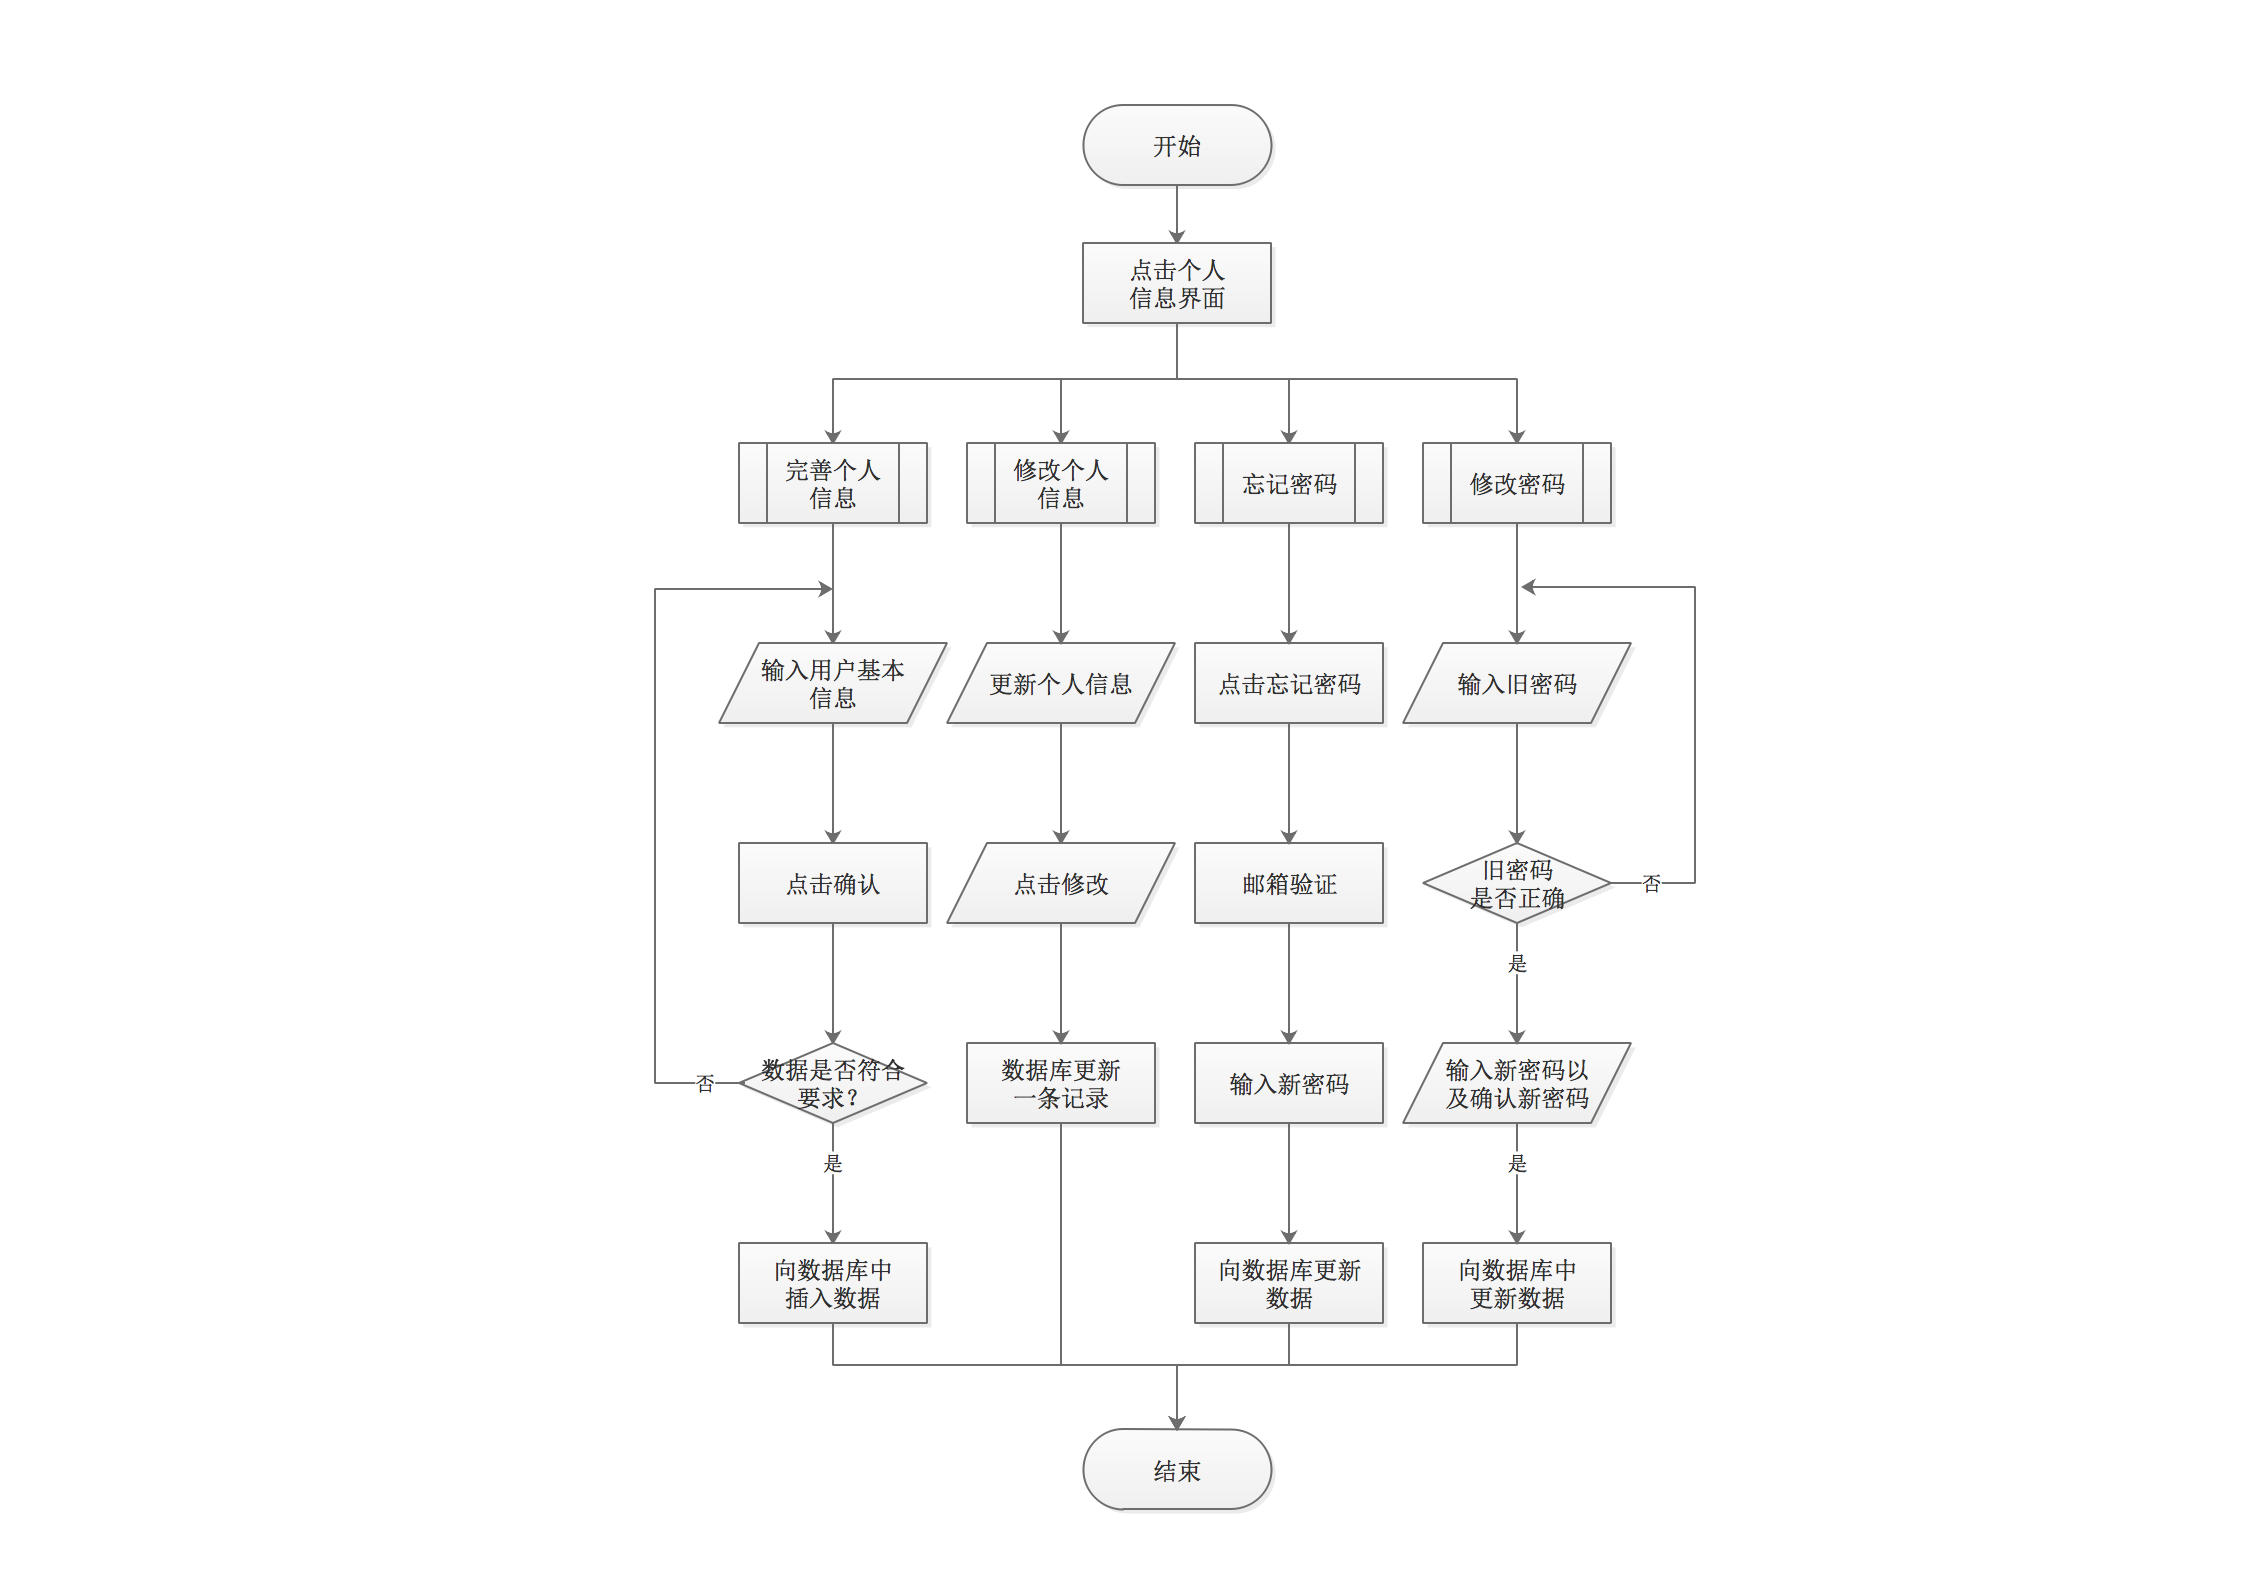 开始
点击个人
信息界面
完善个人
信息
修改个人
信息
忘记密码
修改密码
输入用户基本
信息
更新个人信息
点击忘记密码
输入旧密码
点击确认
点击修改
邮箱验证
旧密码
是否正确
否
是
数据是否符合
要求？
否
数据库更新
一条记录
输入新密码
输入新密码以
及确认新密码
是
是
向数据库中
插入数据
向数据库更新
数据
向数据库中
更新数据
结束